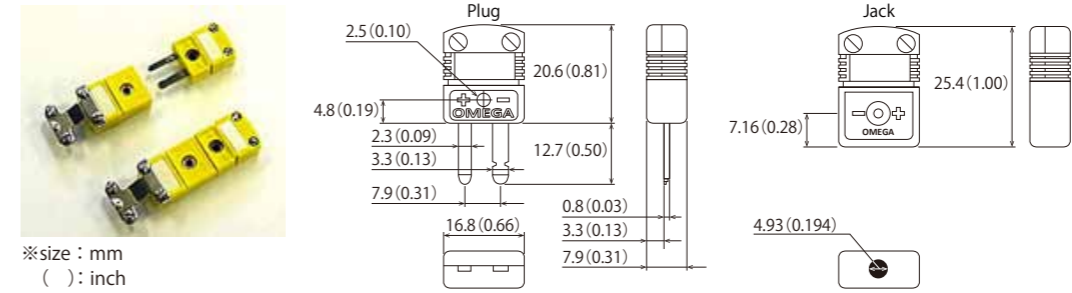 Plug
2.5(0.10)
20.6(0.81)
4.8(0.19)
OMEGA
2.3(0.09)
3.3(0.13)
12.7(0.50)
7.9(0.31)
0.8(0.03)
16.8(0.66)
3.3(0.13)
7.9(0.31)
Jack
25.4(1.00)
7.16(0.28)
OMEGA
4.93(0.194)
※size：mm
(　)：inch